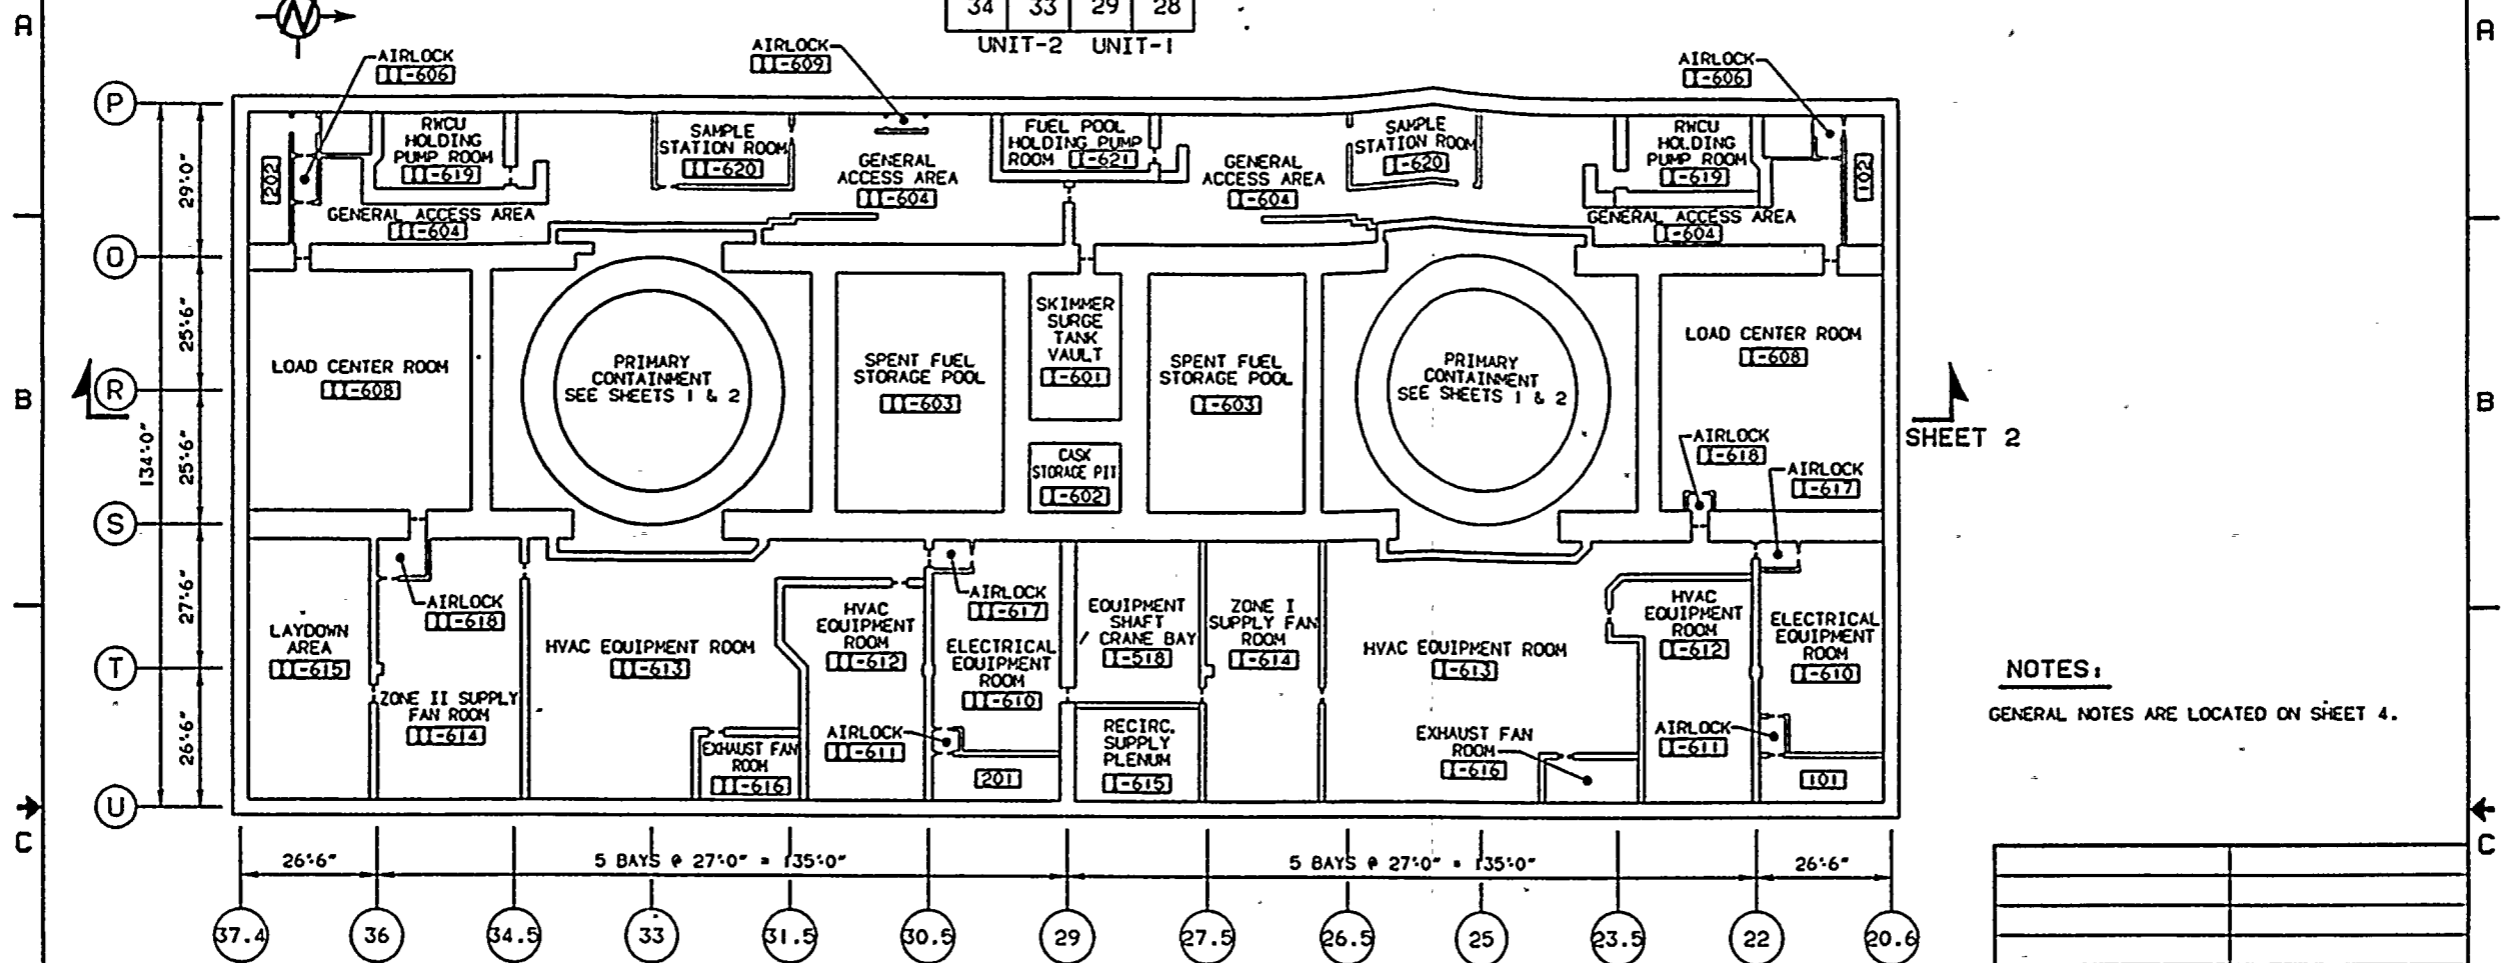 A
N
34 33 29 28
UNIT-2 UNIT-1
A
AIRLOCK
II-606
AIRLOCK
II-609
AIRLOCK
I-606
P
RWCU
HOLDING
PUMP ROOM
II-619
SAMPLE
STATION ROOM
II-620
GENERAL
ACCESS AREA
II-604
FUEL POOL
HOLDING PUMP
ROOM I-621
GENERAL
ACCESS AREA
I-604
SAMPLE
STATION ROOM
I-620
RWCU
HOLDING
PUMP ROOM
I-619
202
102
29'-0"
GENERAL ACCESS AREA
II-604
GENERAL ACCESS AREA
I-604
O
25'-6"
LOAD CENTER ROOM
II-608
PRIMARY
CONTAINMENT
SEE SHEETS 1 & 2
SPENT FUEL
STORAGE POOL
II-603
SKIMMER
SURGE
TANK
VAULT
I-601
SPENT FUEL
STORAGE POOL
I-603
PRIMARY
CONTAINMENT
SEE SHEETS 1 & 2
LOAD CENTER ROOM
I-608
B
R
B
SHEET 2
134'-0"
25'-6"
CASK
STORAGE PIT
I-602
AIRLOCK
I-618
AIRLOCK
I-617
S
27'-6"
LAYDOWN
AREA
II-615
AIRLOCK
II-618
HVAC EQUIPMENT ROOM
II-613
HVAC
EQUIPMENT
ROOM
II-612
AIRLOCK
II-617
ELECTRICAL
EQUIPMENT
ROOM
II-610
EQUIPMENT
SHAFT
/ CRANE BAY
I-518
ZONE I
SUPPLY FAN
ROOM
I-614
HVAC EQUIPMENT ROOM
I-613
HVAC
EQUIPMENT
ROOM
I-612
ELECTRICAL
EQUIPMENT
ROOM
I-610
T
NOTES:
GENERAL NOTES ARE LOCATED ON SHEET 4.
26'-6"
ZONE II SUPPLY
FAN ROOM
II-614
EXHAUST FAN
ROOM
II-616
AIRLOCK
II-611
201
RECIRC.
SUPPLY
PLENUM
I-615
EXHAUST FAN
ROOM
I-616
AIRLOCK
I-611
101
U
C
C
26'-6"
5 BAYS @ 27'-0" = 135'-0"
5 BAYS @ 27'-0" = 135'-0"
26'-6"
37.4 36 34.5 33 31.5 30.5 29 27.5 26.5 25 23.5 22 20.6